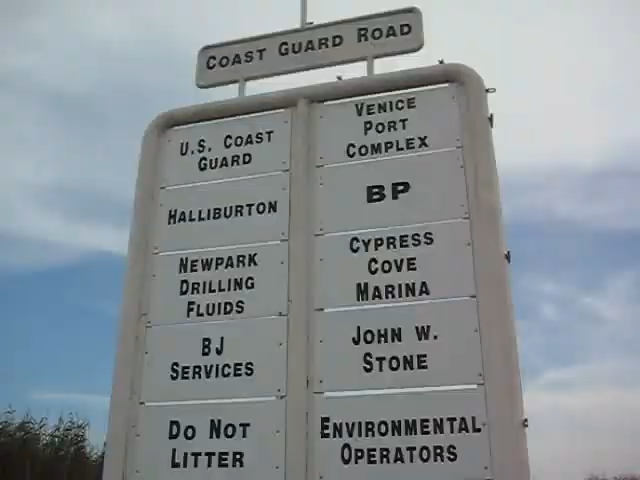 COAST GUARD ROAD
U.S. COAST
GUARD
HALLIBURTON
NEWPARK
DRILLING
FLUIDS
BJ
SERVICES
DO NOT
LITTER
VENICE
PORT
COMPLEX
BP
CYPRESS
COVE
MARINA
JOHN W.
STONE
ENVIRONMENTAL
OPERATORS